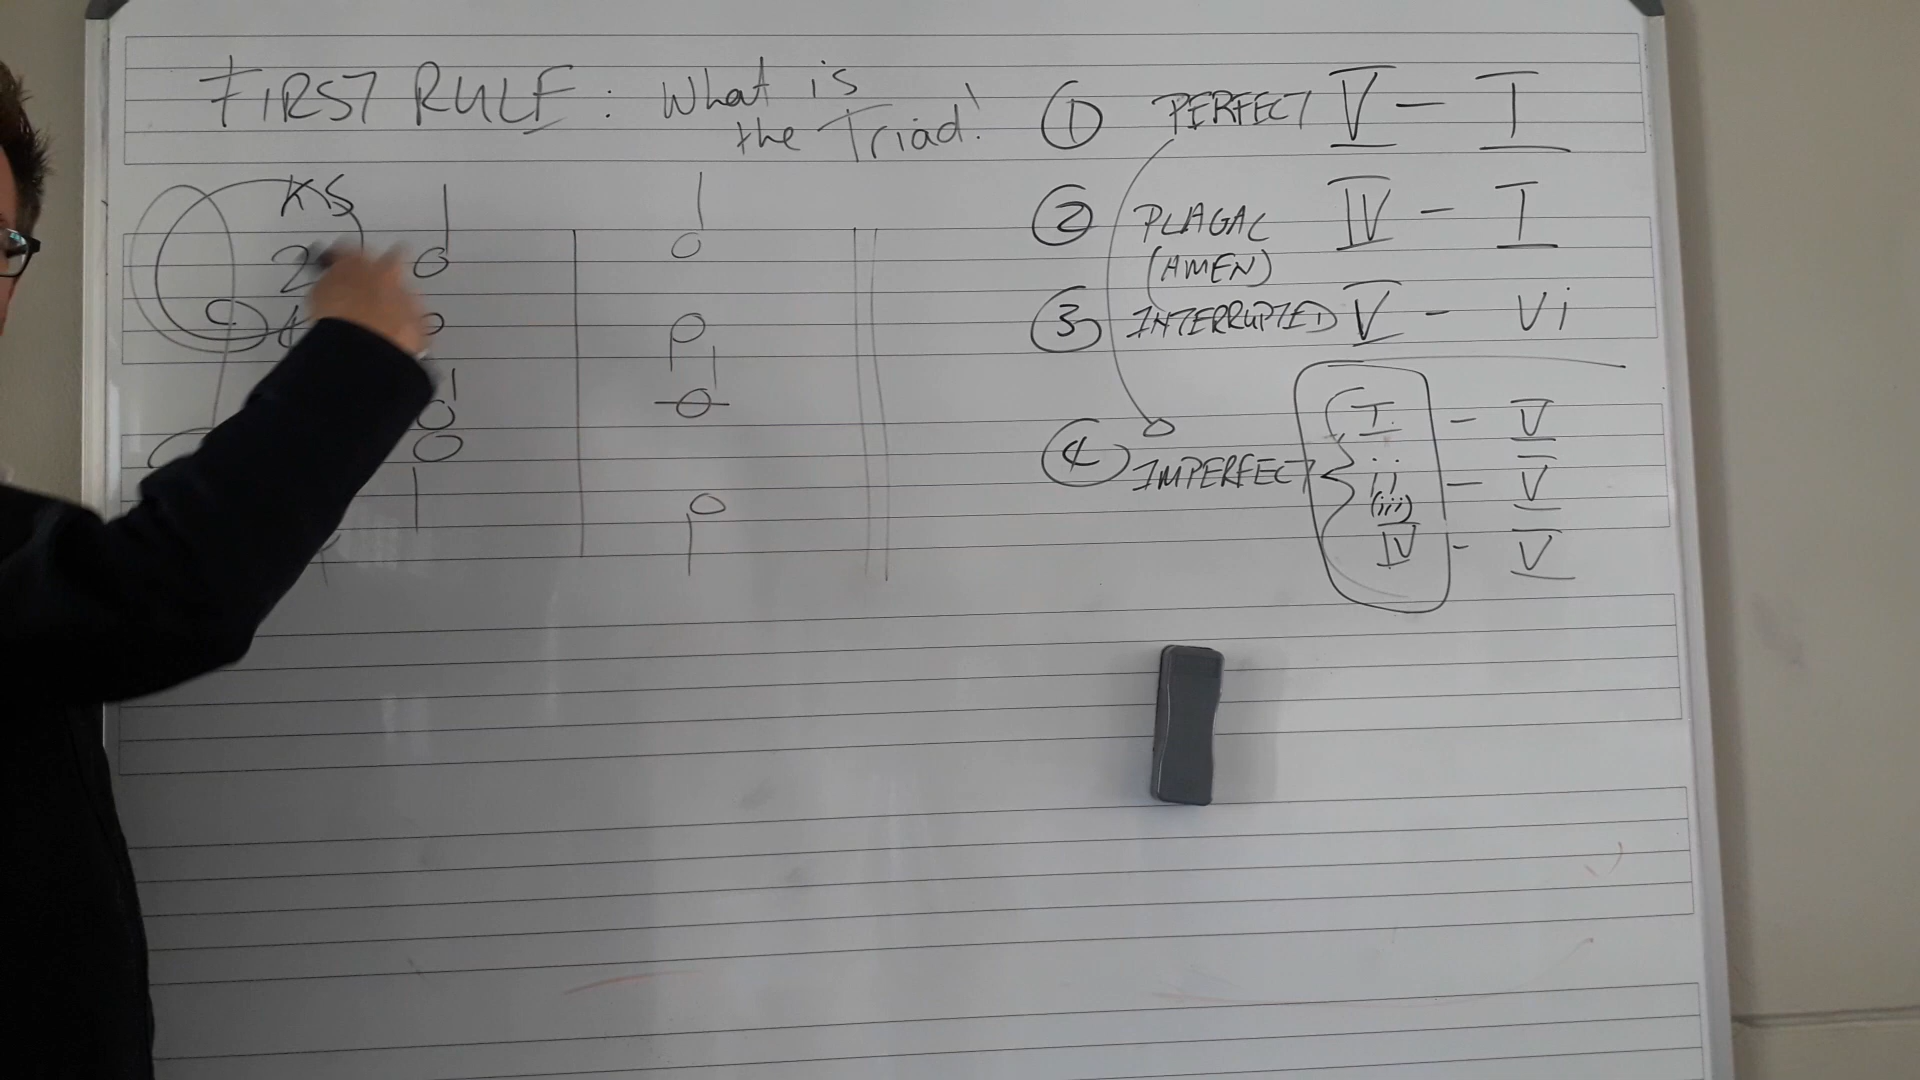 FIRST RULE: What is
the Triad!
KS
2
① PERFECT V - I
② PLAGAL IV - I
(AMEN)
③ INTERRUPTED V - vi
④ IMPERFECT
I - V
ii - V
(iii)
IV - V